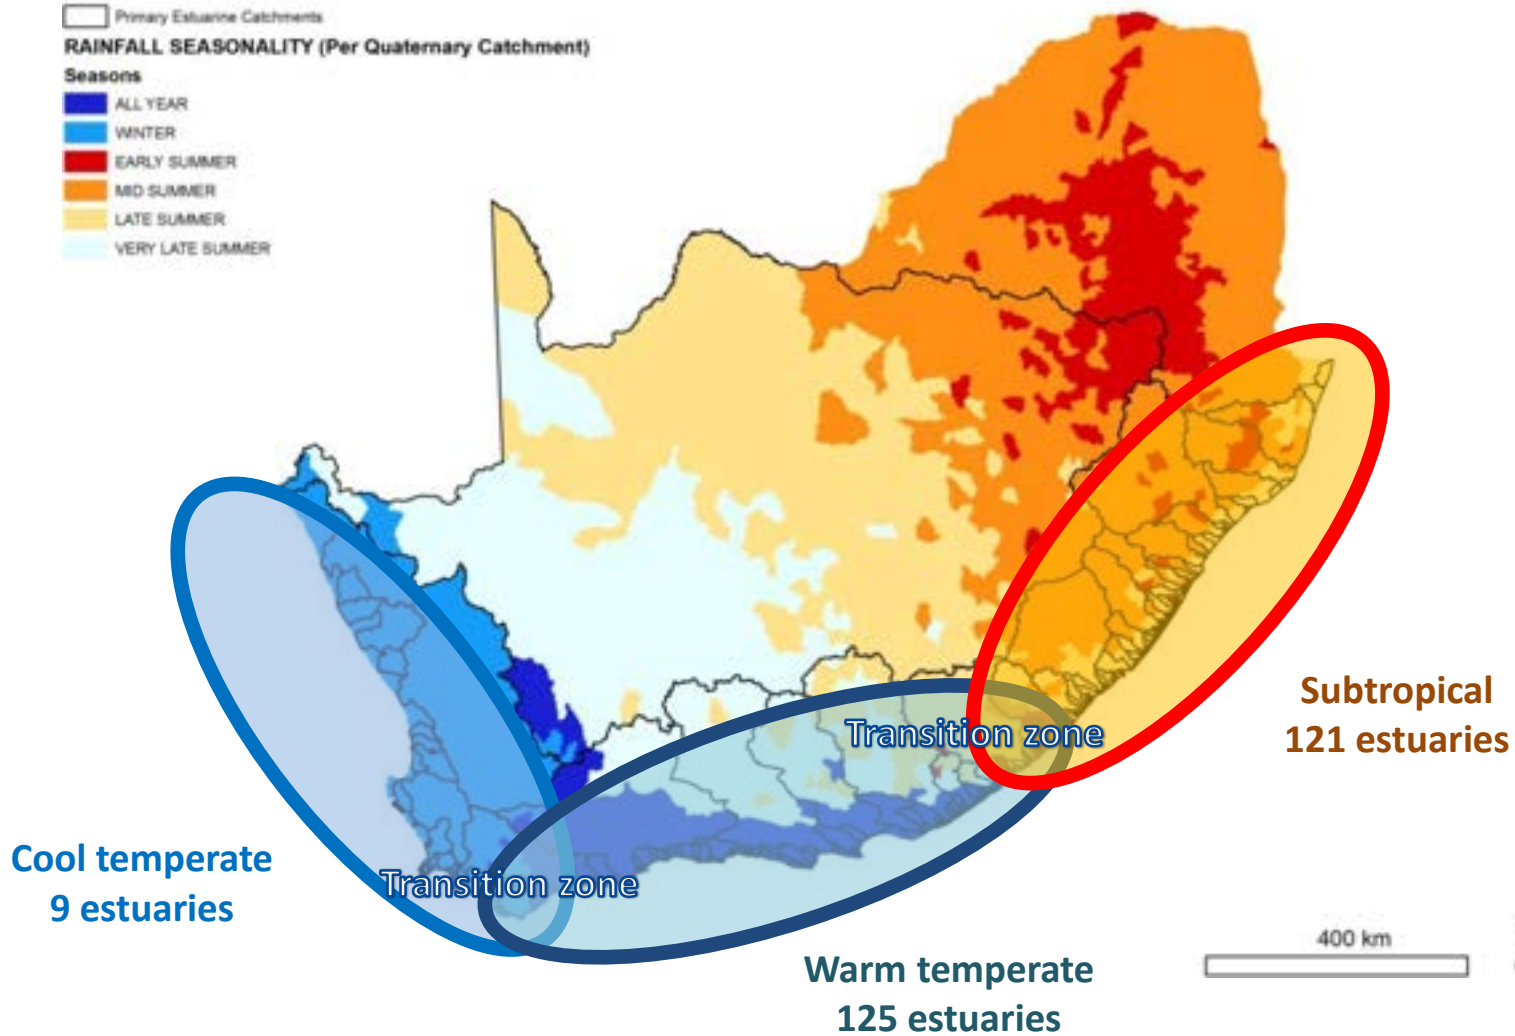 Primary Estuarine Catchments
RAINFALL SEASONALITY (Per Quaternary Catchment)
Seasons
ALL YEAR
WINTER
EARLY SUMMER
MID SUMMER
LATE SUMMER
VERY LATE SUMMER
Transition zone
Subtropical
121 estuaries
Cool temperate
9 estuaries
Transition zone
Warm temperate
125 estuaries
400 km